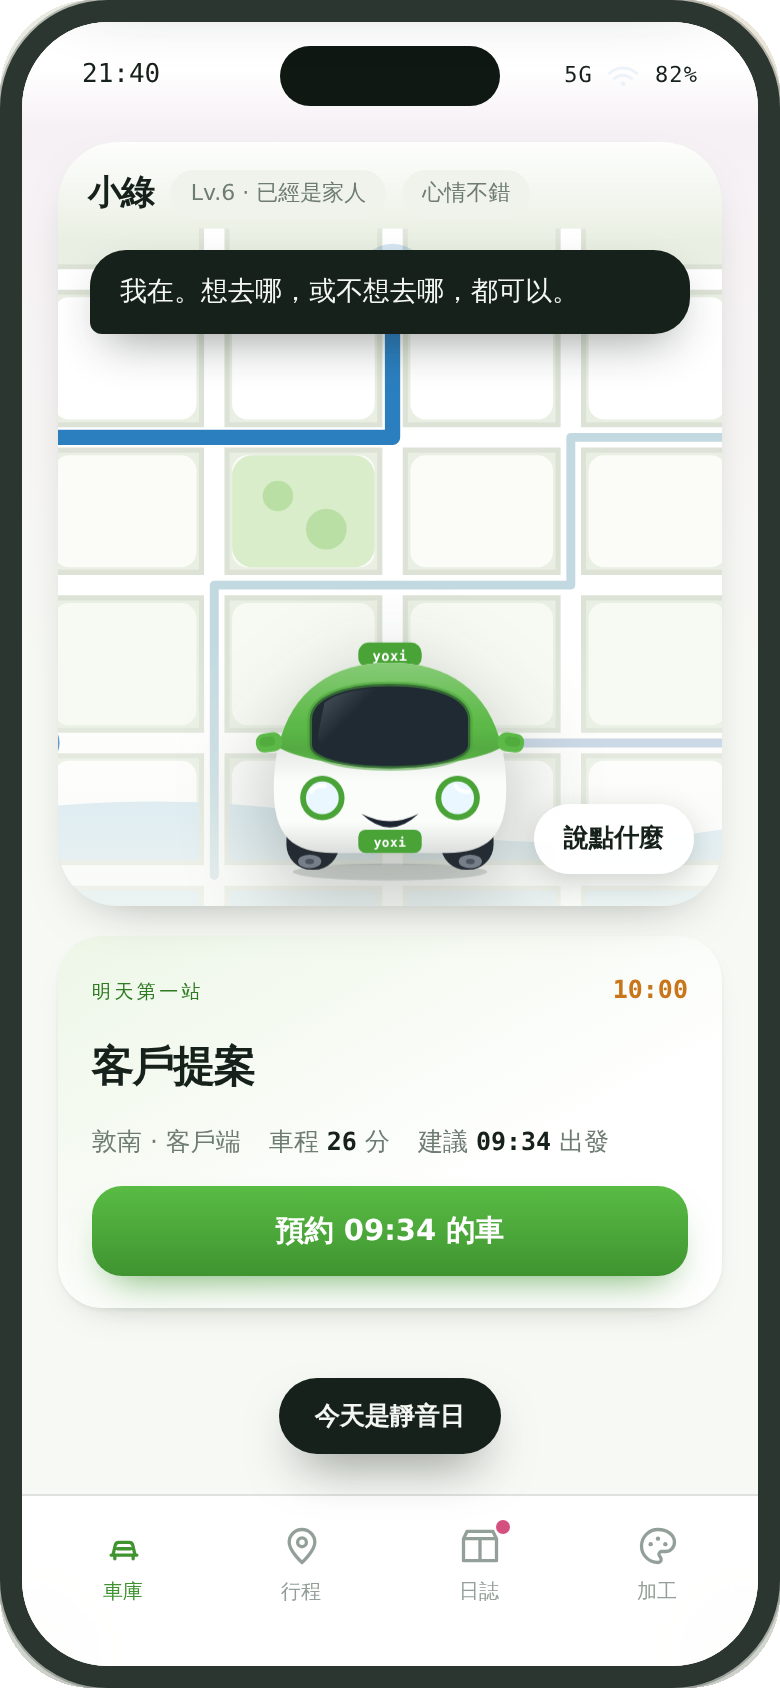 21:40
5G 82%
小綠 Lv.6 · 已經是家人 心情不錯
我在。想去哪，或不想去哪，都可以。
yoxi
yoxi
說點什麼
明天第一站 10:00
客戶提案
敦南 · 客戶端 車程 26 分 建議 09:34 出發
預約 09:34 的車
今天是靜音日
車庫 行程 日誌 加工